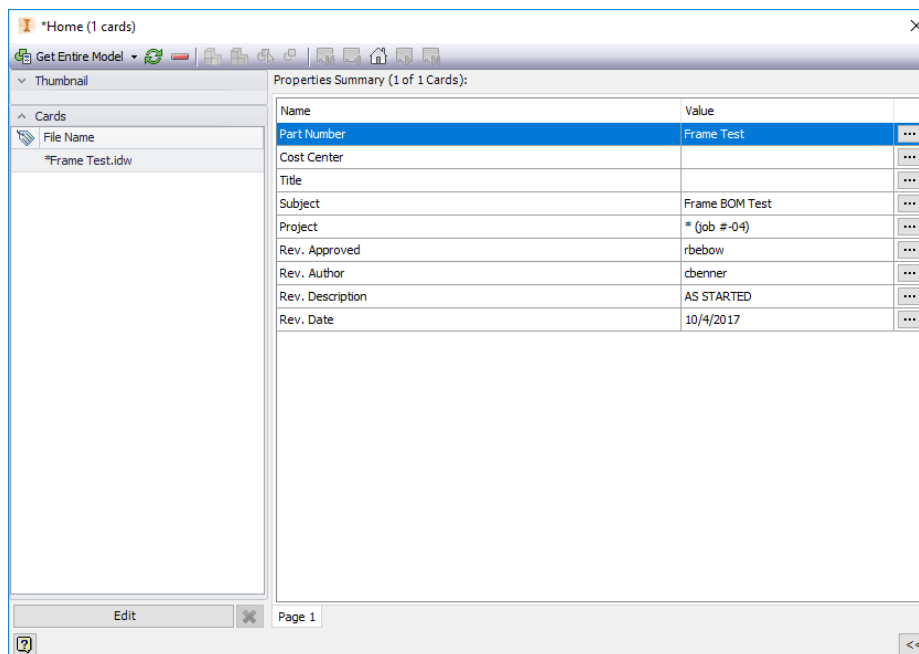 *Home (1 cards)
Get Entire Model
Thumbnail
Properties Summary (1 of 1 Cards):
Cards
Name Value
File Name
Part Number Frame Test
*Frame Test.idw
Cost Center
Title
Subject Frame BOM Test
Project * (job #-04)
Rev. Approved rbebow
Rev. Author cbenner
Rev. Description AS STARTED
Rev. Date 10/4/2017
Edit
Page 1
<<